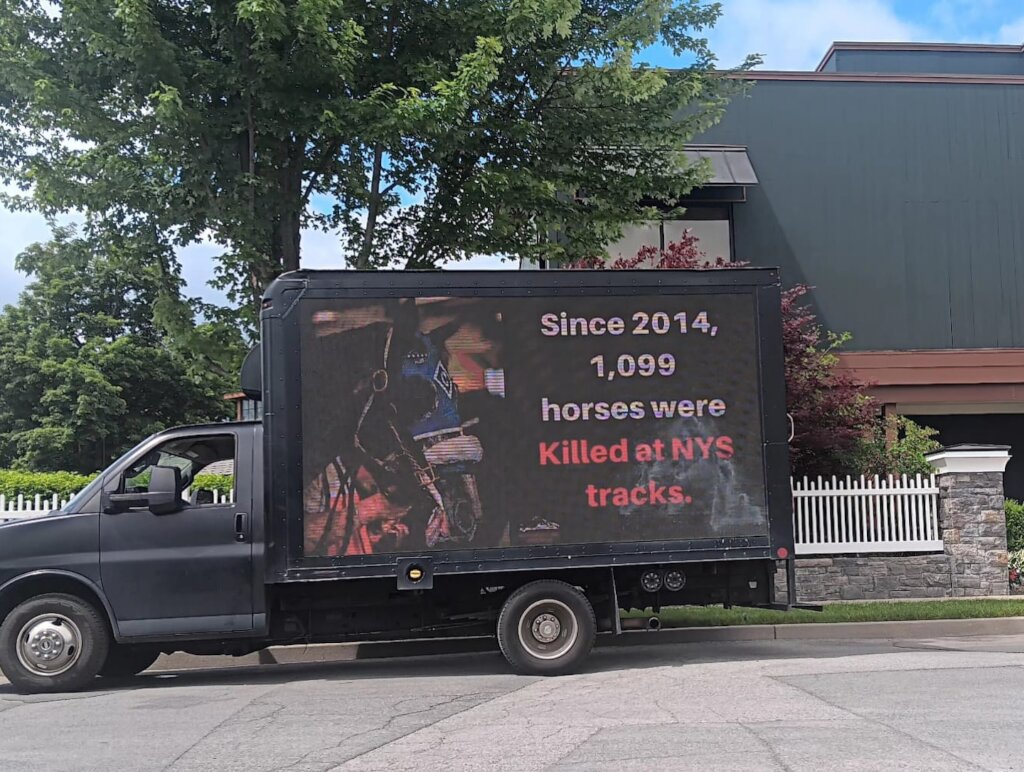 Since 2014,
1,099
horses were
Killed at NYS
tracks.